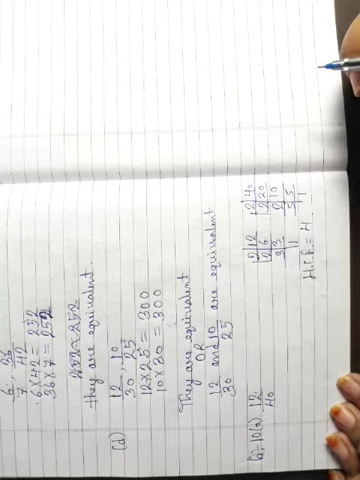 6, 36
7 42
6×42 = 252
36×7 = 252
they are equivalent.
(d) 12, 10
30 25
12×25 = 300
10×30 = 300
They are equivalent
OR
12 and 10 are equivalent
30 25
Q:-10(a) 12
40
2|12 2|40
2|6 2|20
3|3 2|10
1 5|5
1
H.C.F = 4